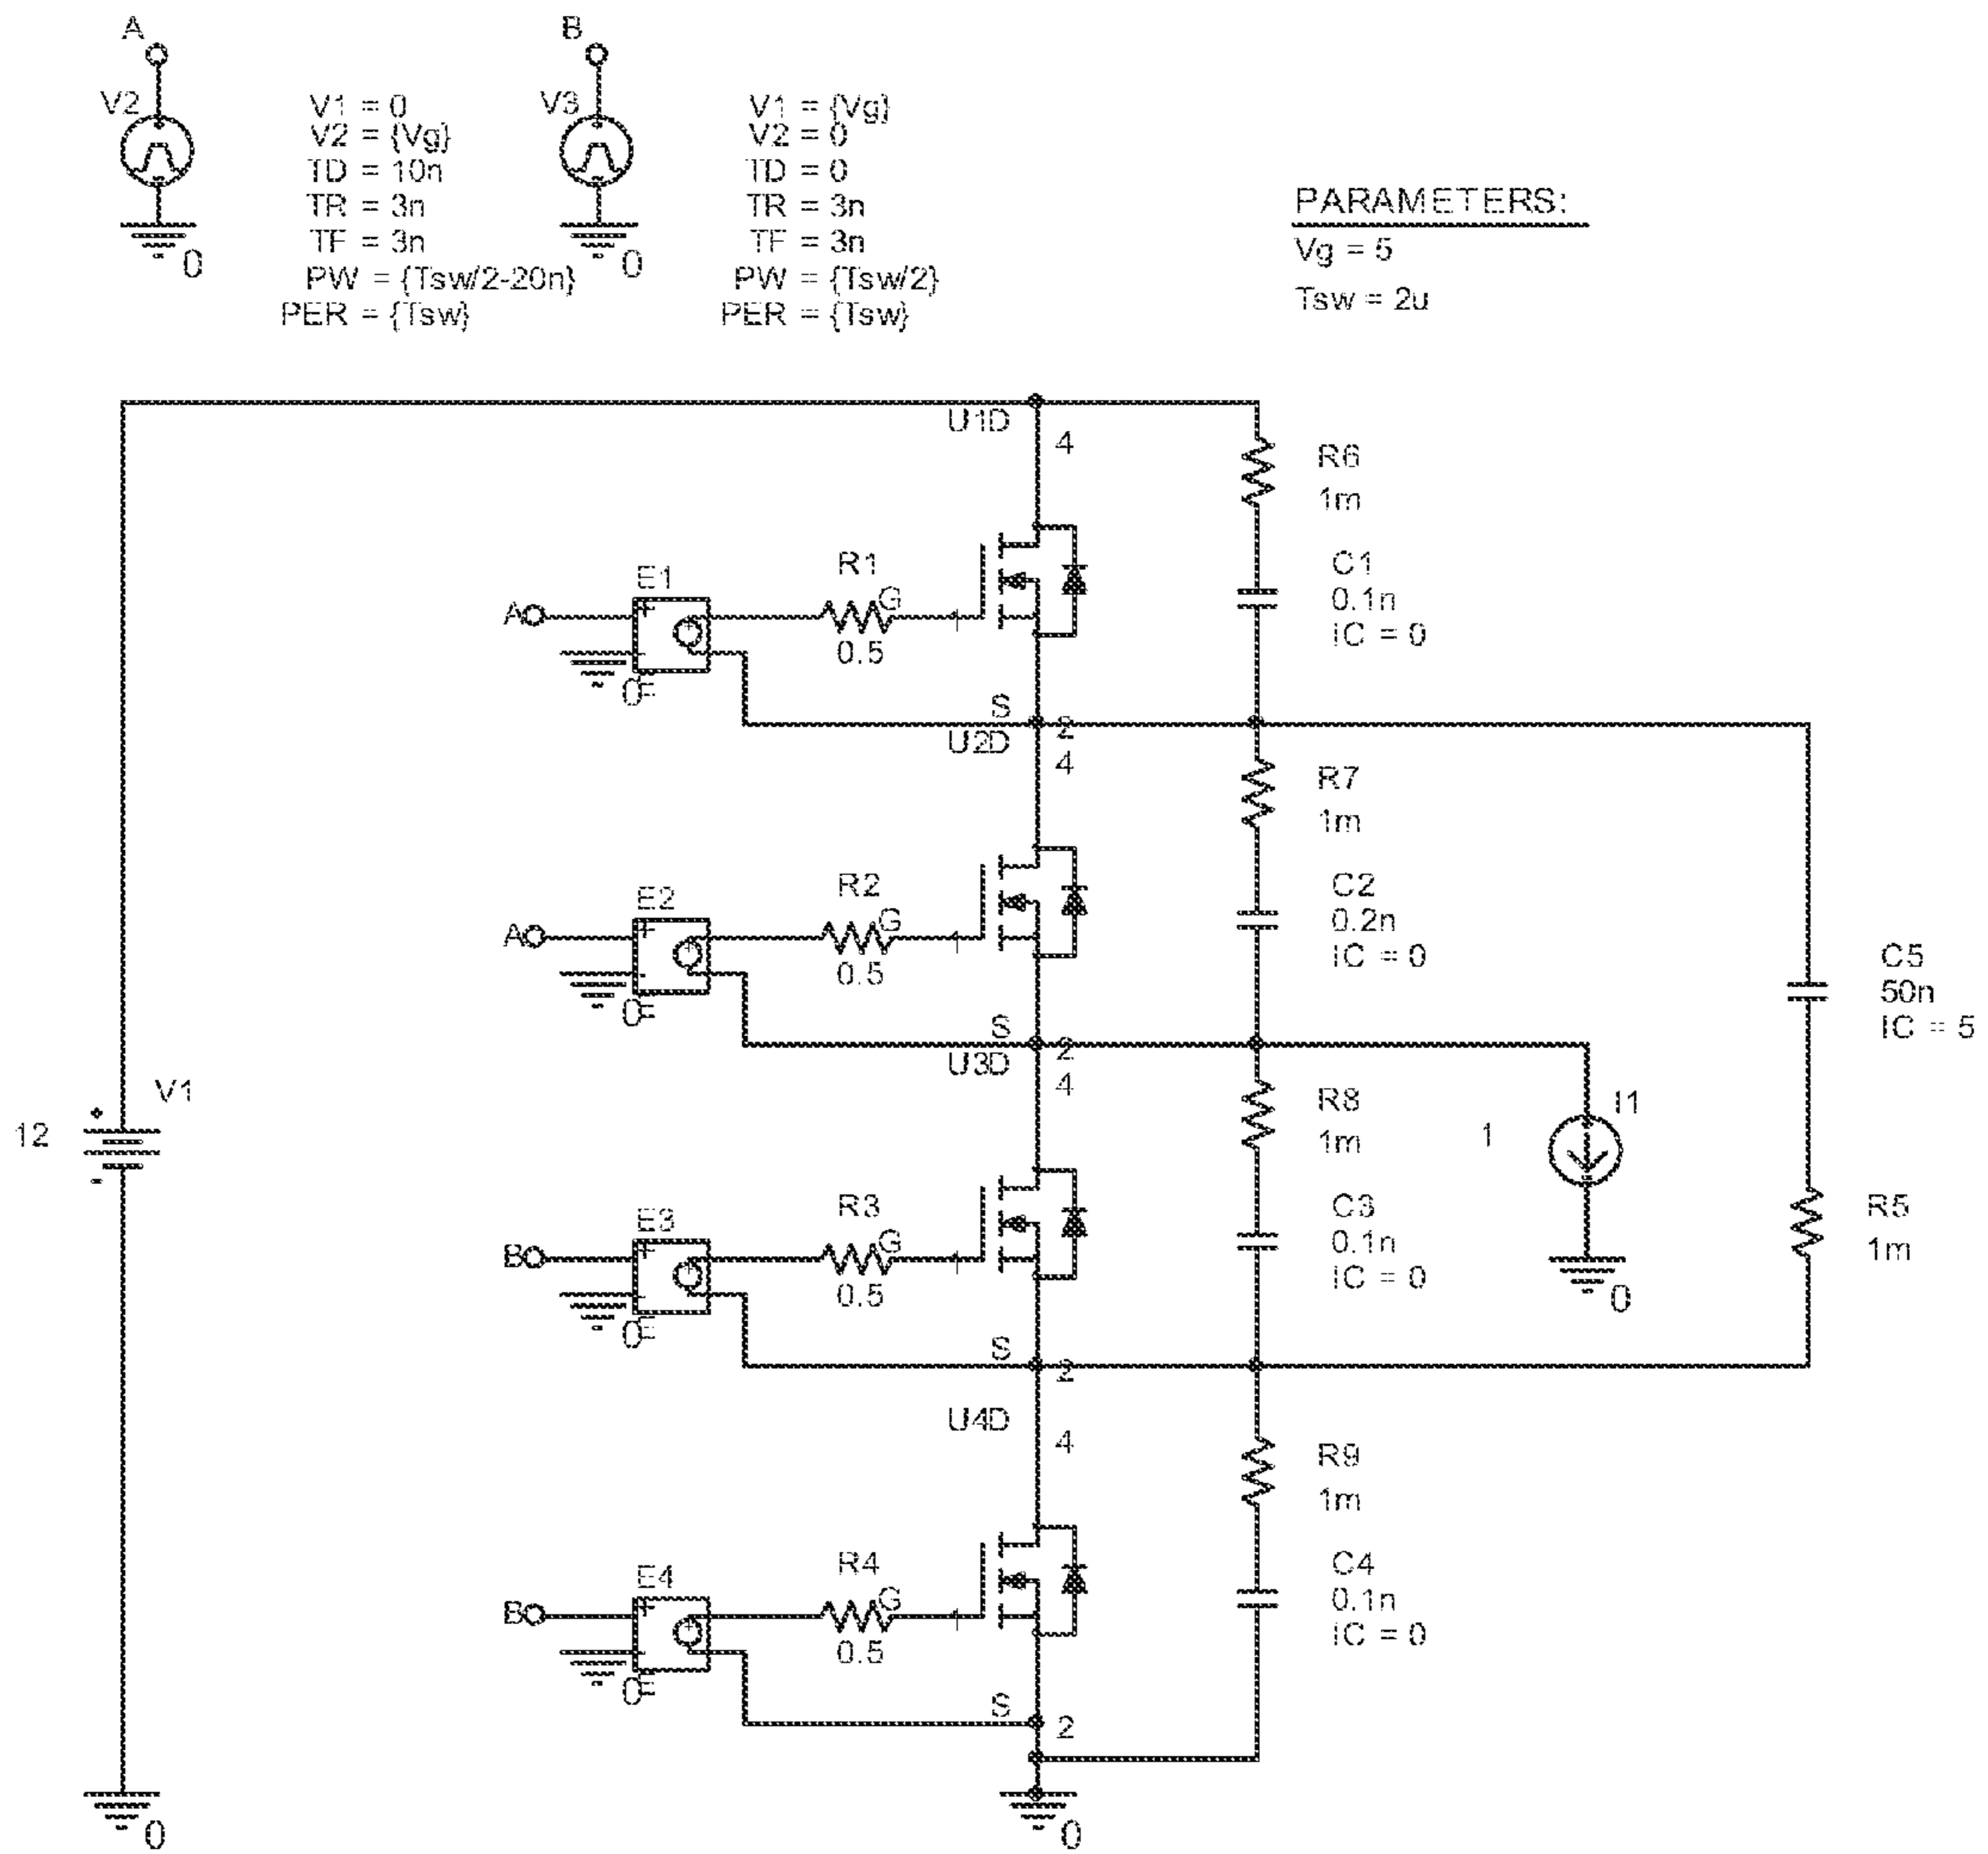 A
V2
V1 = 0
V2 = {Vg}
TD = 10n
TR = 3n
TF = 3n
PW = {Tsw/2-20n}
PER = {Tsw}
0
B
V3
V1 = {Vg}
V2 = 0
TD = 0
TR = 3n
TF = 3n
PW = {Tsw/2}
PER = {Tsw}
0
PARAMETERS:
Vg = 5
Tsw = 2u
U1D
4
R6
1m
A
E1
+
-
0
E
R1
G
0.5
1
C1
0.1n
IC = 0
S
2
U2D
4
R7
1m
A
E2
+
-
0
E
R2
G
0.5
1
C2
0.2n
IC = 0
S
2
U3D
4
C5
50n
IC = 5
V1
12
+
-
R8
1m
1
I1
B
E3
+
-
0
E
R3
G
0.5
1
C3
0.1n
IC = 0
0
R5
1m
S
2
U4D
4
R9
1m
B
E4
+
-
0
E
R4
G
0.5
1
C4
0.1n
IC = 0
S
2
0
0